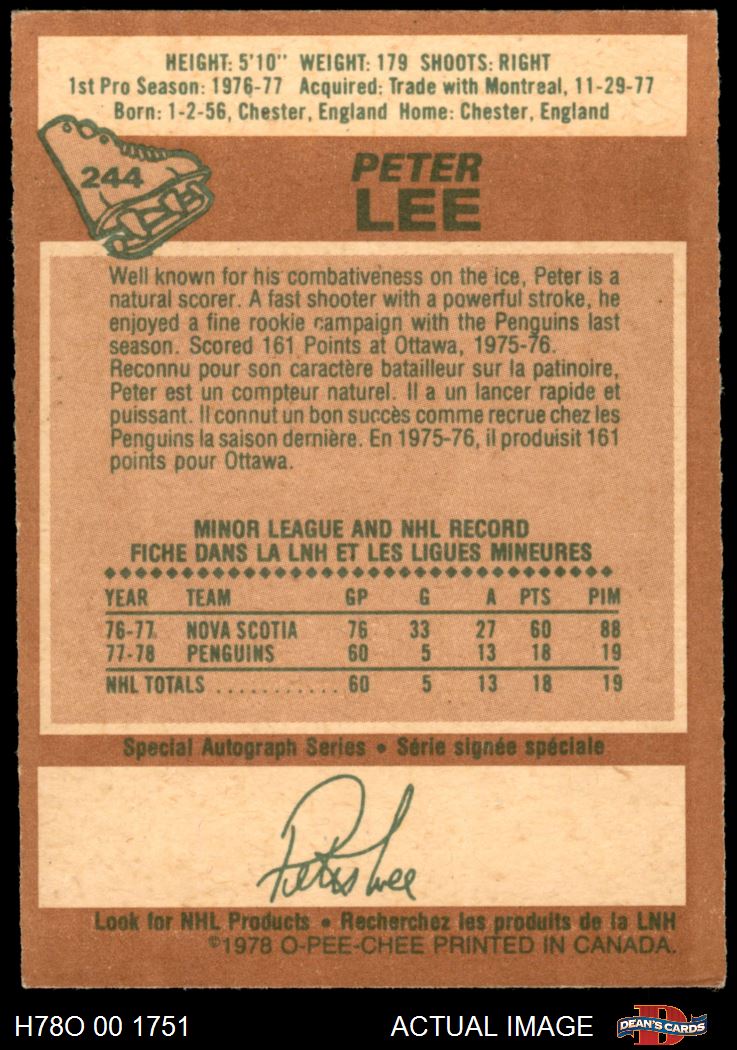 HEIGHT: 5'10" WEIGHT: 179 SHOOTS: RIGHT
1st Pro Season: 1976-77 Acquired: Trade with Montreal, 11-29-77
Born: 1-2-56, Chester, England Home: Chester, England
244
PETER
LEE
Well known for his combativeness on the ice, Peter is a
natural scorer. A fast shooter with a powerful stroke, he
enjoyed a fine rookie campaign with the Penguins last
season. Scored 161 Points at Ottawa, 1975-76.
Reconnu pour son caractère batailleur sur la patinoire,
Peter est un compteur naturel. Il a un lancer rapide et
puissant. Il connut un bon succès comme recrue chez les
Penguins la saison dernière. En 1975-76, il produisit 161
points pour Ottawa.
MINOR LEAGUE AND NHL RECORD
FICHE DANS LA LNH ET LES LIGUES MINEURES
YEAR TEAM GP G A PTS PIM
76-77 NOVA SCOTIA 76 33 27 60 88
77-78 PENGUINS 60 5 13 18 19
NHL TOTALS ........... 60 5 13 18 19
Special Autograph Series • Série signée spéciale
Peter Lee
Look for NHL Products • Recherchez les produits de la LNH
©1978 O-PEE-CHEE PRINTED IN CANADA.
H78O 00 1751 ACTUAL IMAGE D DEAN'S CARDS